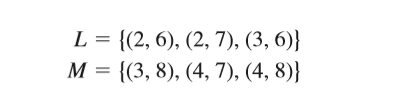 L = {(2, 6), (2, 7), (3, 6)}
M = {(3, 8), (4, 7), (4, 8)}